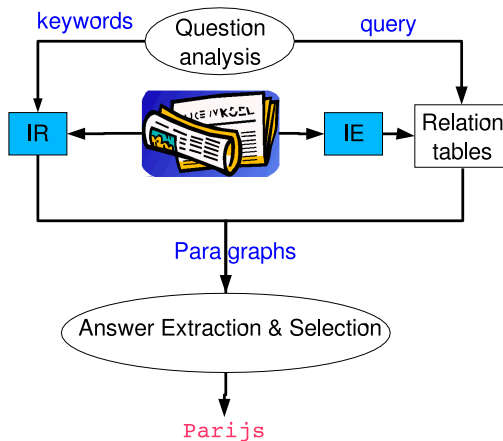 keywords
Question
analysis
query
IR
IE
Relation
tables
Paragraphs
Answer Extraction & Selection
Parijs